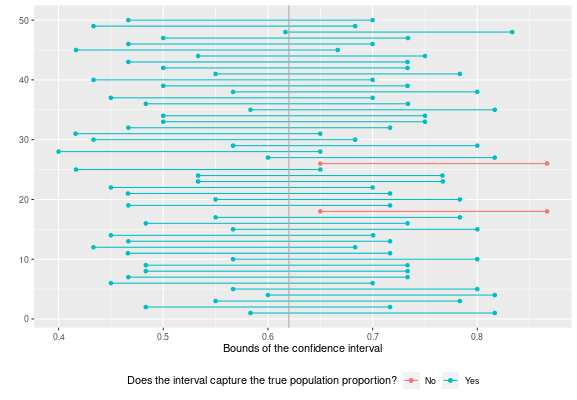 50
40
30
20
10
0
0.4 0.5 0.6 0.7 0.8
Bounds of the confidence interval
Does the interval capture the true population proportion? No Yes